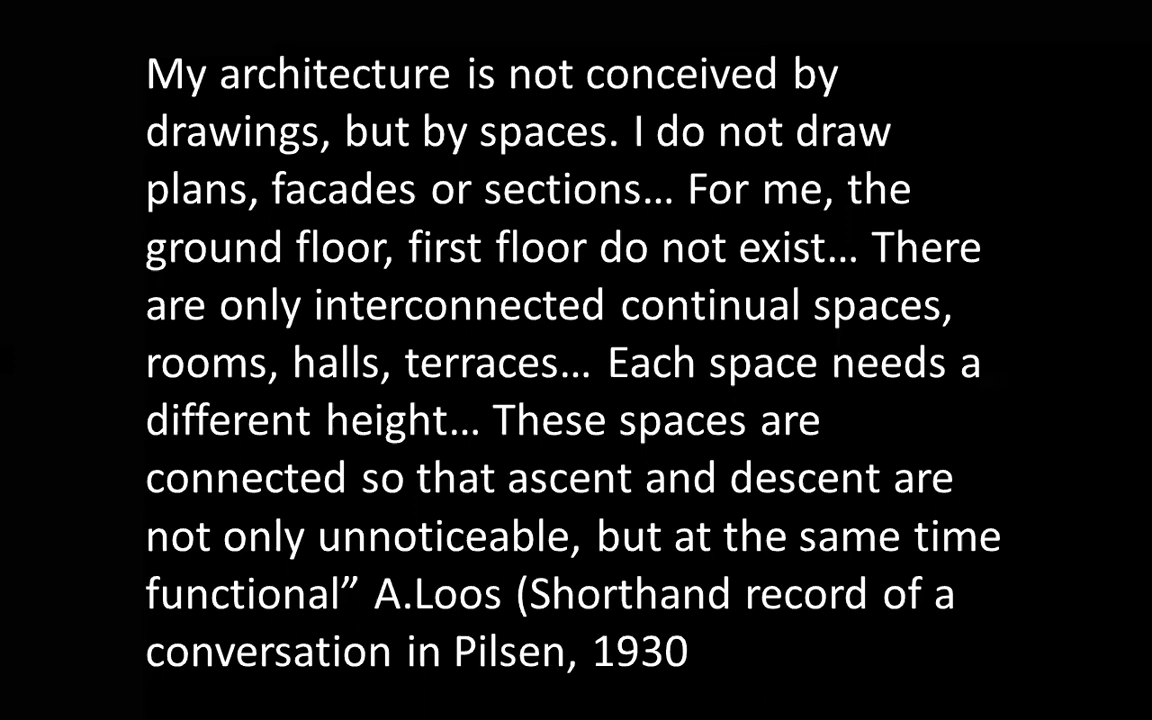 My architecture is not conceived by
drawings, but by spaces. I do not draw
plans, facades or sections… For me, the
ground floor, first floor do not exist… There
are only interconnected continual spaces,
rooms, halls, terraces… Each space needs a
different height… These spaces are
connected so that ascent and descent are
not only unnoticeable, but at the same time
functional” A.Loos (Shorthand record of a
conversation in Pilsen, 1930